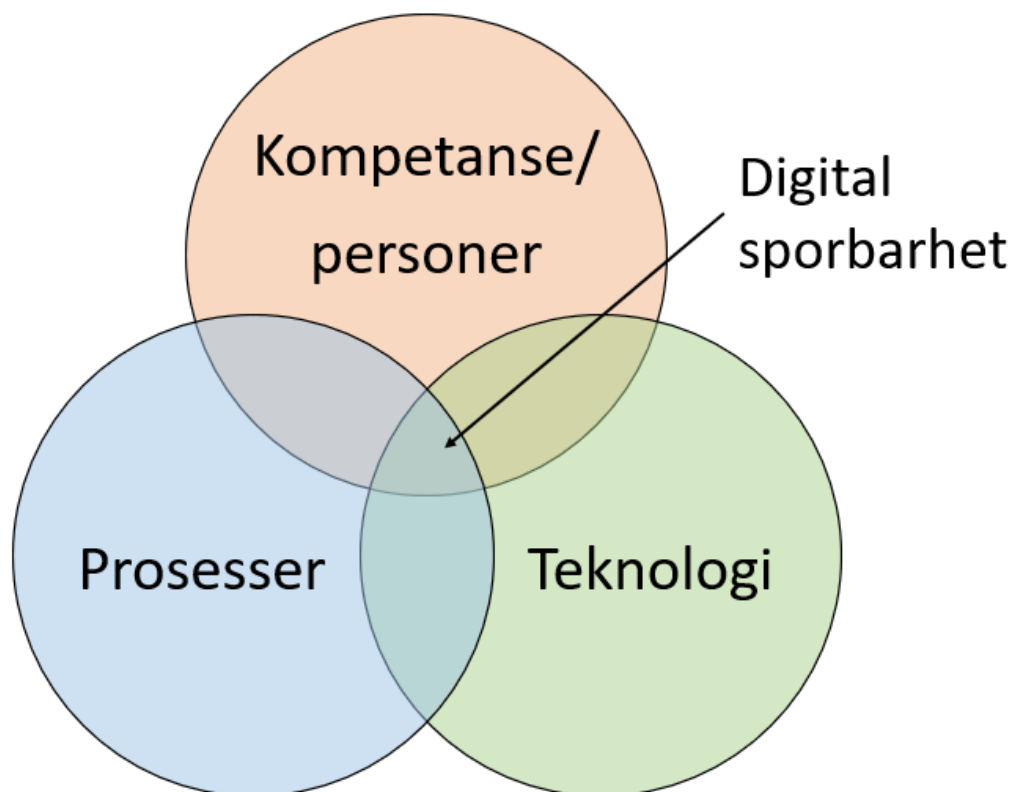 Kompetanse/
personer
Digital
sporbarhet
Prosesser
Teknologi